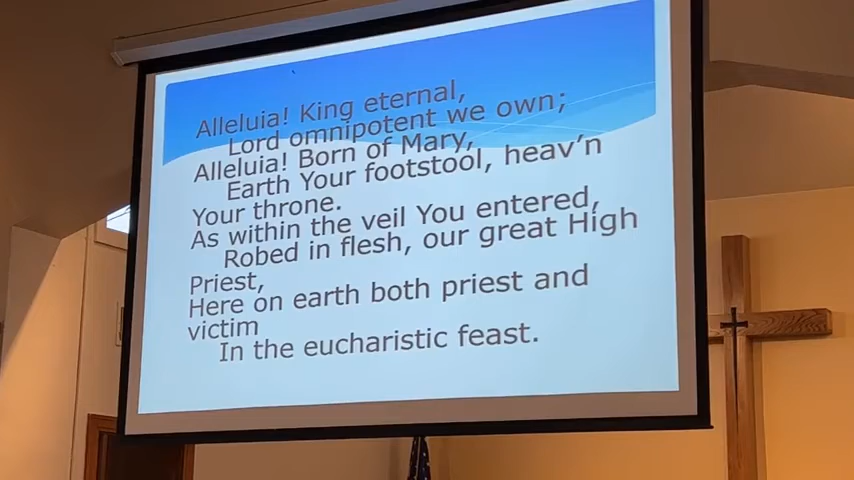 Alleluia! King eternal,
Lord omnipotent we own;
Alleluia! Born of Mary,
Earth Your footstool, heav’n
Your throne.
As within the veil You entered,
Robed in flesh, our great High
Priest,
Here on earth both priest and
victim
In the eucharistic feast.